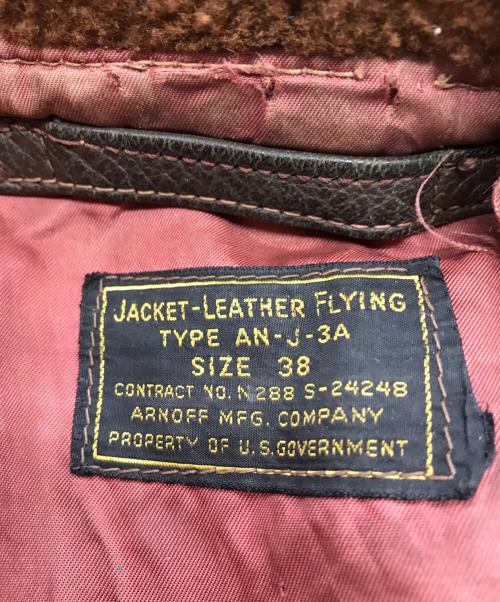 JACKET-LEATHER FLYING
TYPE AN-J-3A
SIZE 38
CONTRACT NO. N288 S-24248
ARNOFF MFG. COMPANY
PROPERTY OF U.S.GOVERNMENT